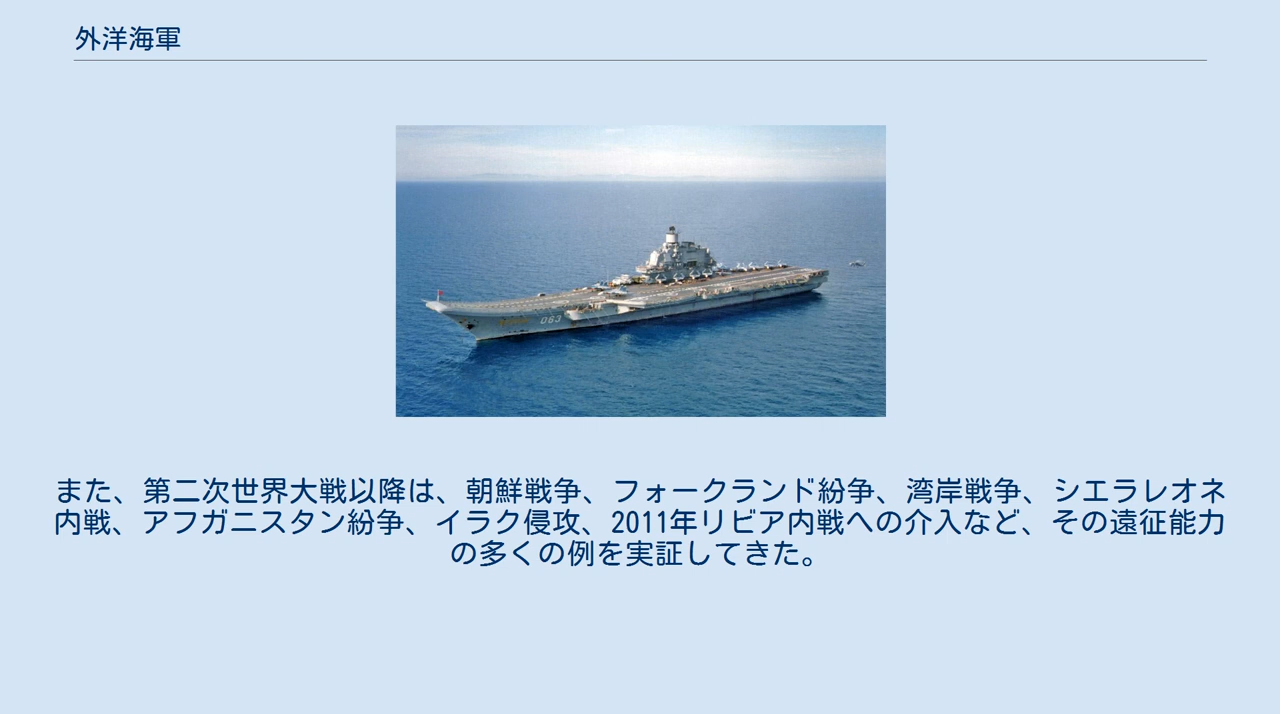 外洋海軍
063
また、第二次世界大戦以降は、朝鮮戦争、フォークランド紛争、湾岸戦争、シエラレオネ
内戦、アフガニスタン紛争、イラク侵攻、2011年リビア内戦への介入など、その遠征能力
の多くの例を実証してきた。